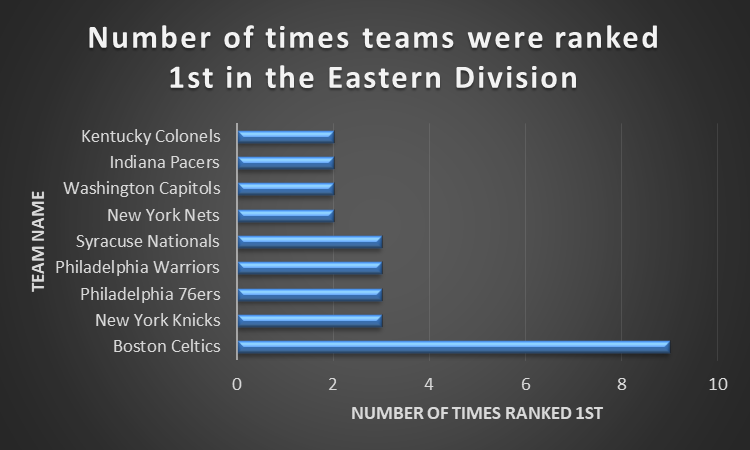 Number of times teams were ranked
1st in the Eastern Division
TEAM NAME
Kentucky Colonels
Indiana Pacers
Washington Capitols
New York Nets
Syracuse Nationals
Philadelphia Warriors
Philadelphia 76ers
New York Knicks
Boston Celtics
0 2 4 6 8 10
NUMBER OF TIMES RANKED 1ST